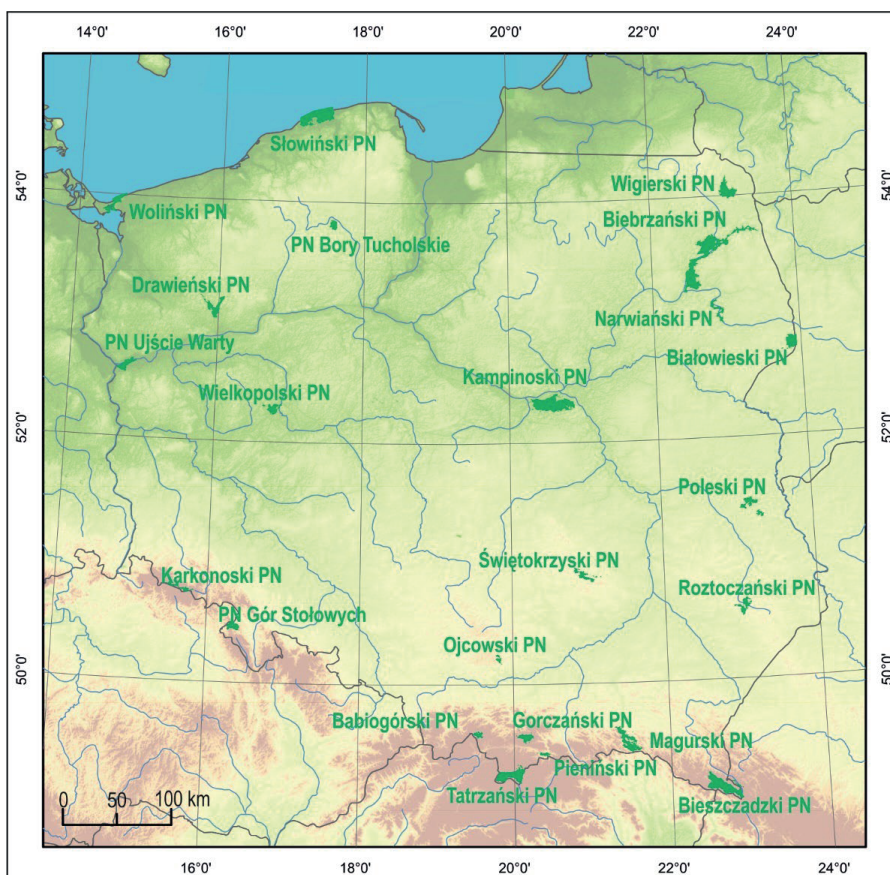 14°0'
16°0'
18°0'
20°0'
22°0'
24°0'
Słowiński PN
54°0'
54°0'
Wigierski PN
Woliński PN
Biebrzański PN
PN Bory Tucholskie
Drawieński PN
Narwiański PN
PN Ujście Warty
Białowieski PN
Kampinoski PN
Wielkopolski PN
52°0'
52°0'
Poleski PN
Świętokrzyski PN
Karkonoski PN
Roztoczański PN
PN Gór Stołowych
Ojcowski PN
50°0'
50°0'
Babiogórski PN
Gorczański PN
Magurski PN
Pieniński PN
Tatrzański PN
Bieszczadzki PN
0 50 100 km
16°0'
18°0'
20°0'
22°0'
24°0'